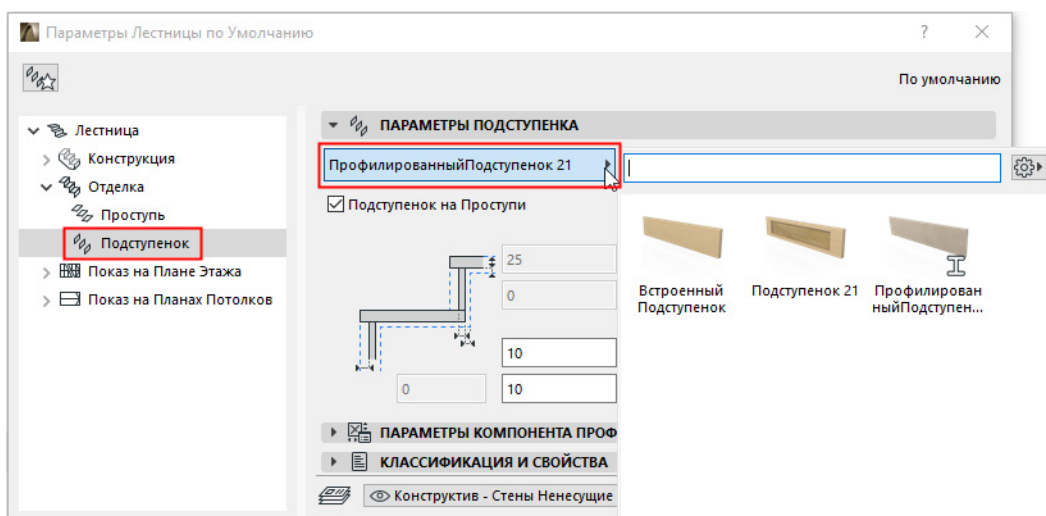 Параметры Лестницы по Умолчанию
?
По умолчанию
Лестница
Конструкция
Отделка
Проступь
Подступенок
Показ на Плане Этажа
Показ на Планах Потолков
ПАРАМЕТРЫ ПОДСТУПЕНКА
ПрофилированныйПодступенок 21
Подступенок на Проступи
25
0
10
0
10
ПАРАМЕТРЫ КОМПОНЕНТА ПРОФ
КЛАССИФИКАЦИЯ И СВОЙСТВА
Конструктив - Стены Ненесущие
Встроенный
Подступенок
Подступенок 21
Профилирован
ныйПодступен...